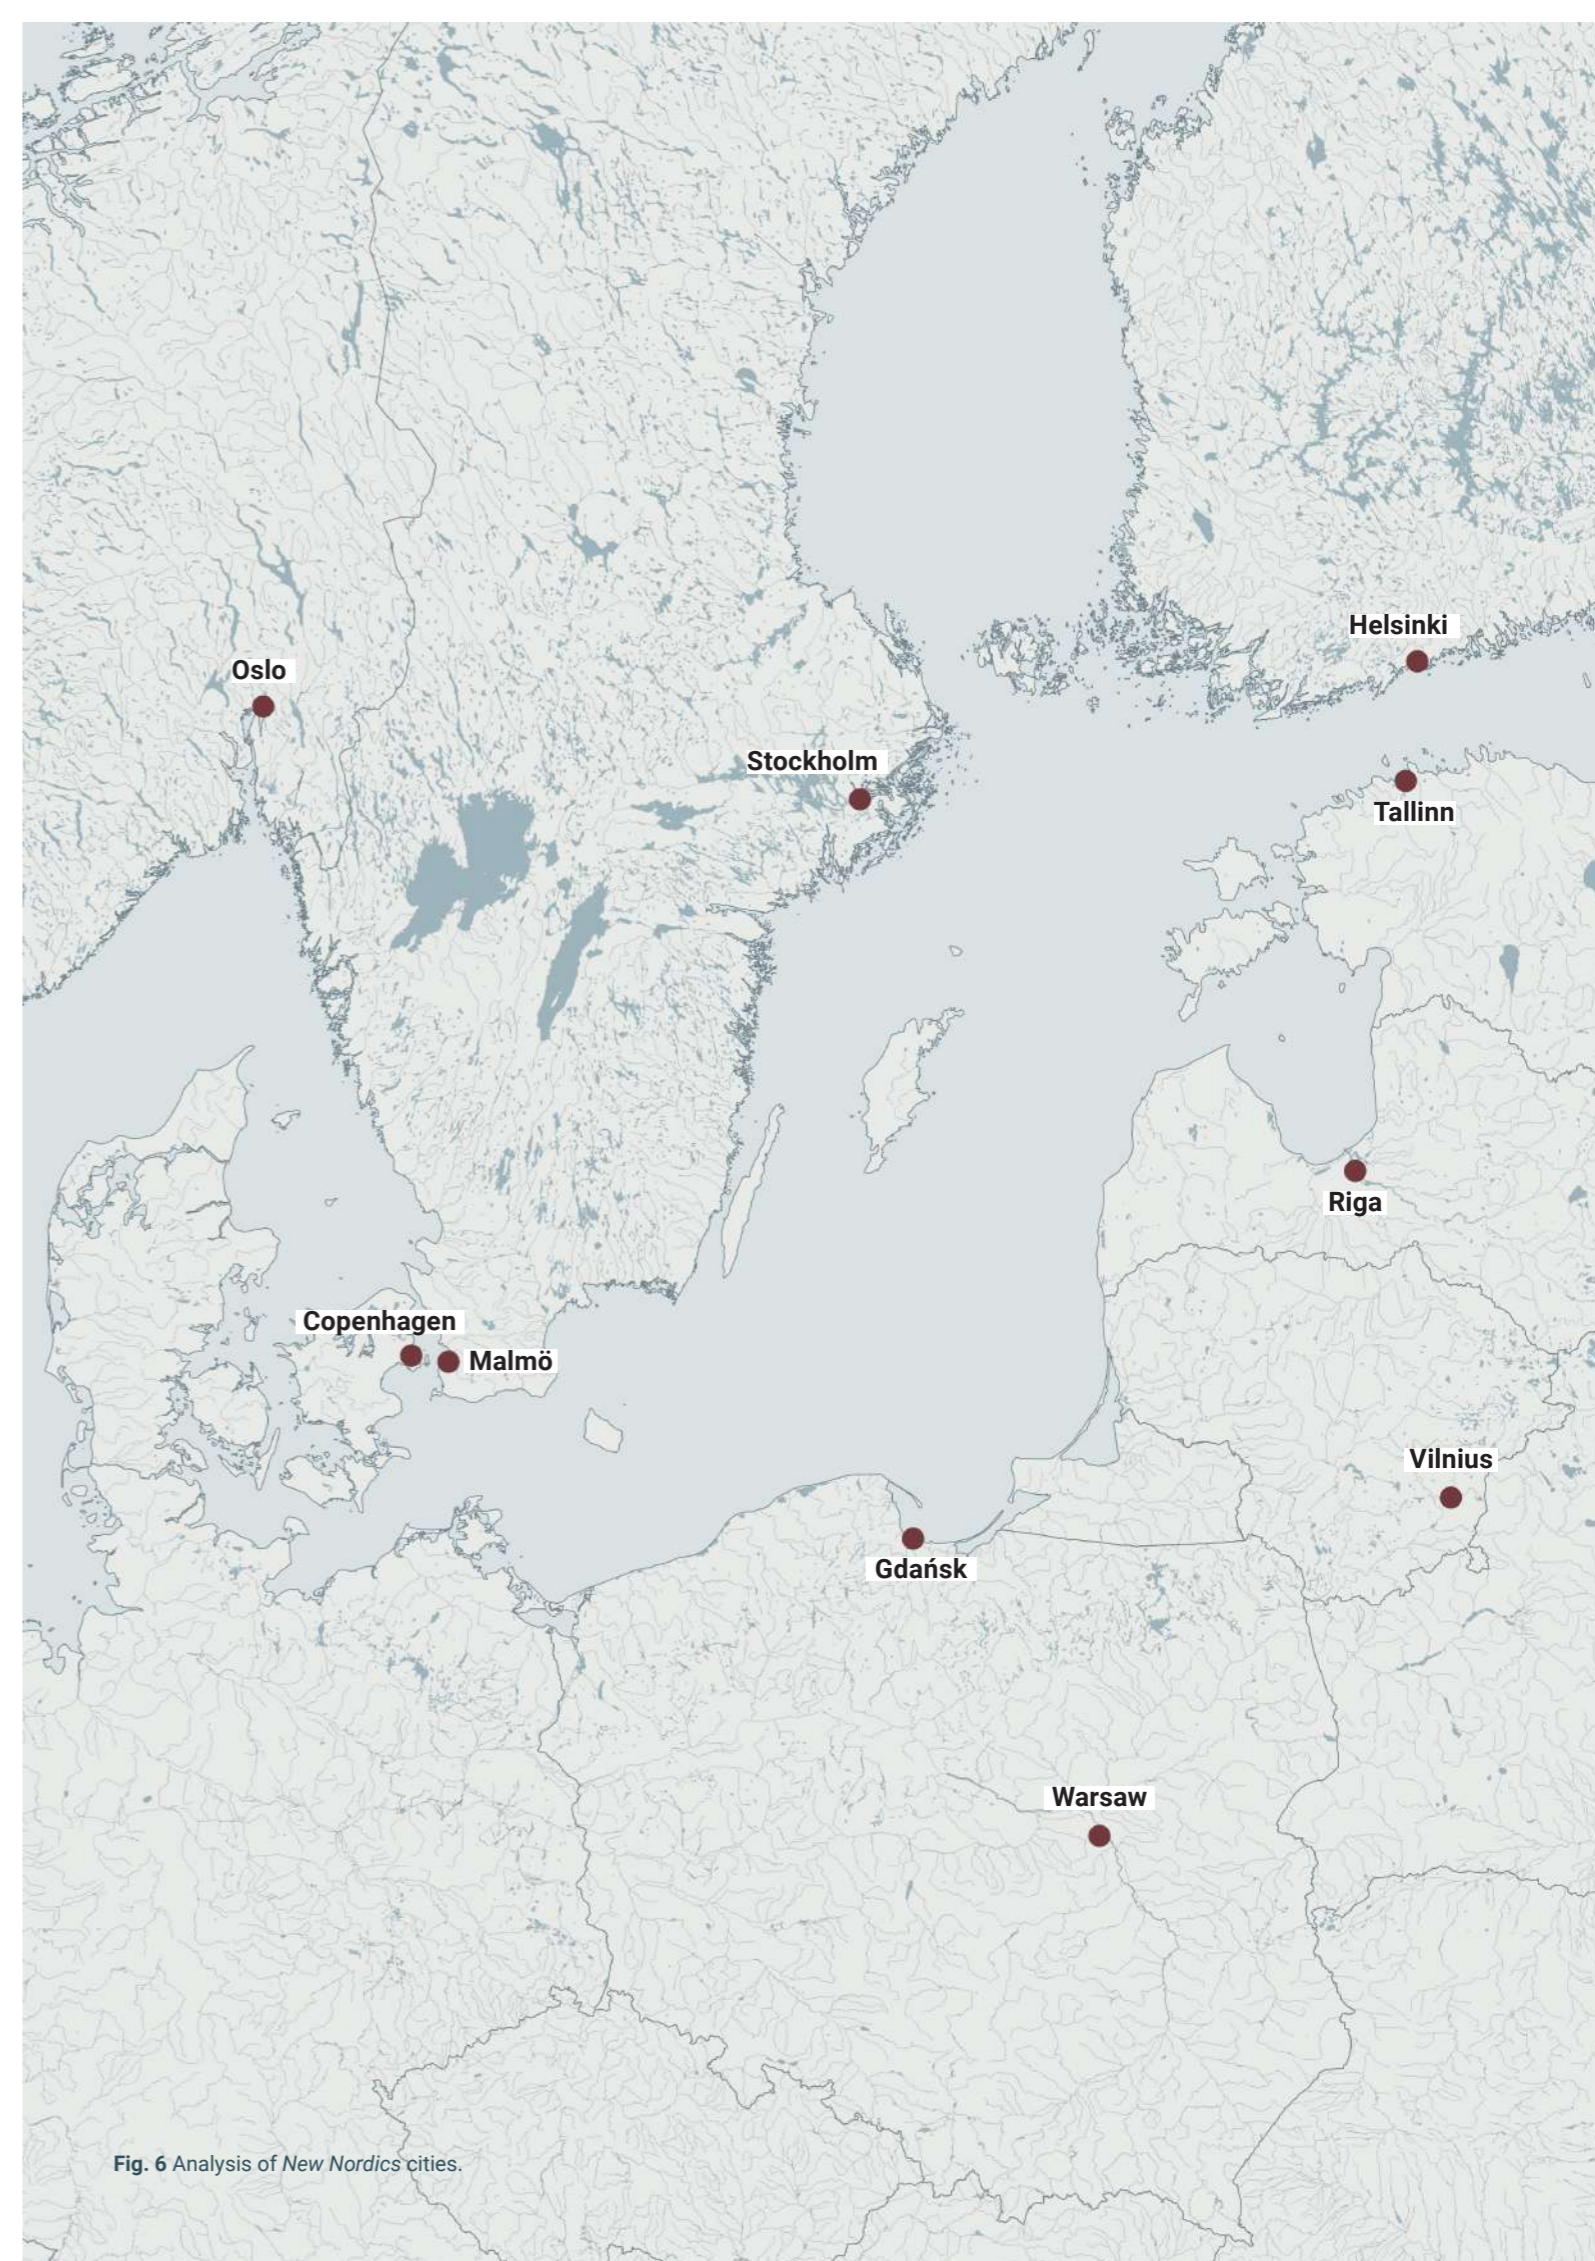 Helsinki
Oslo
Stockholm
Tallinn
Riga
Copenhagen
Malmö
Vilnius
Gdańsk
Warsaw
Fig. 6 Analysis of New Nordics cities.